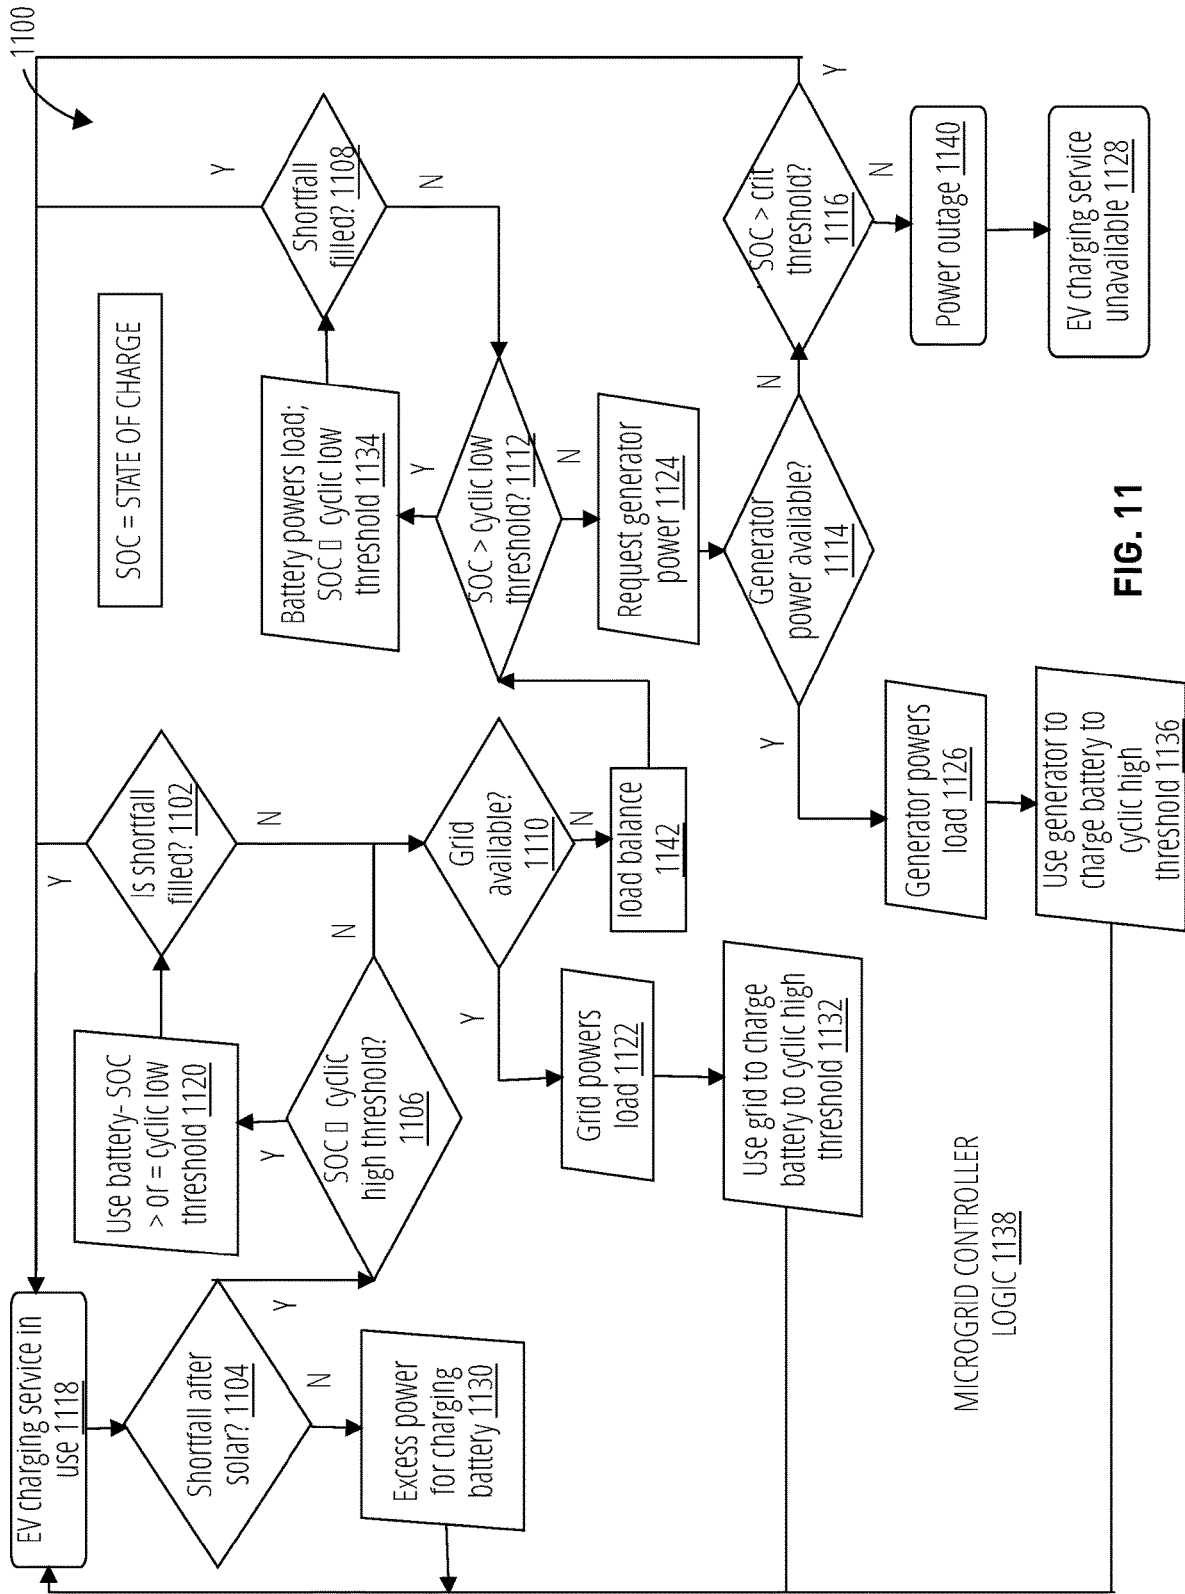 1100
EV charging service in
use 1118
Shortfall after
solar? 1104
Y
N
Excess power
for charging
battery 1130
Use battery- SOC
> or = cyclic low
threshold 1120
Y
SOC▯ cyclic
high threshold?
1106
N
Is shortfall
filled? 1102
Y
N
Grid
available?
1110
Y
N
Grid powers
load 1122
Use grid to charge
battery to cyclic high
threshold 1132
load balance
1142
SOC = STATE OF CHARGE
Battery powers load;
SOC ▯ cyclic low
threshold 1134
Shortfall
filled? 1108
Y
N
Y
SOC > cyclic low
threshold? 1112
N
Request generator
power 1124
Generator
power available?
1114
Y
N
Generator powers
load 1126
Use generator to
charge battery to
Cyclic high
threshold 1136
SOC > crit
threshold?
1116
Y
N
Power outage 1140
EV charging service
unavailable 1128
MICROGRID CONTROLLER
LOGIC 1138
FIG. 11